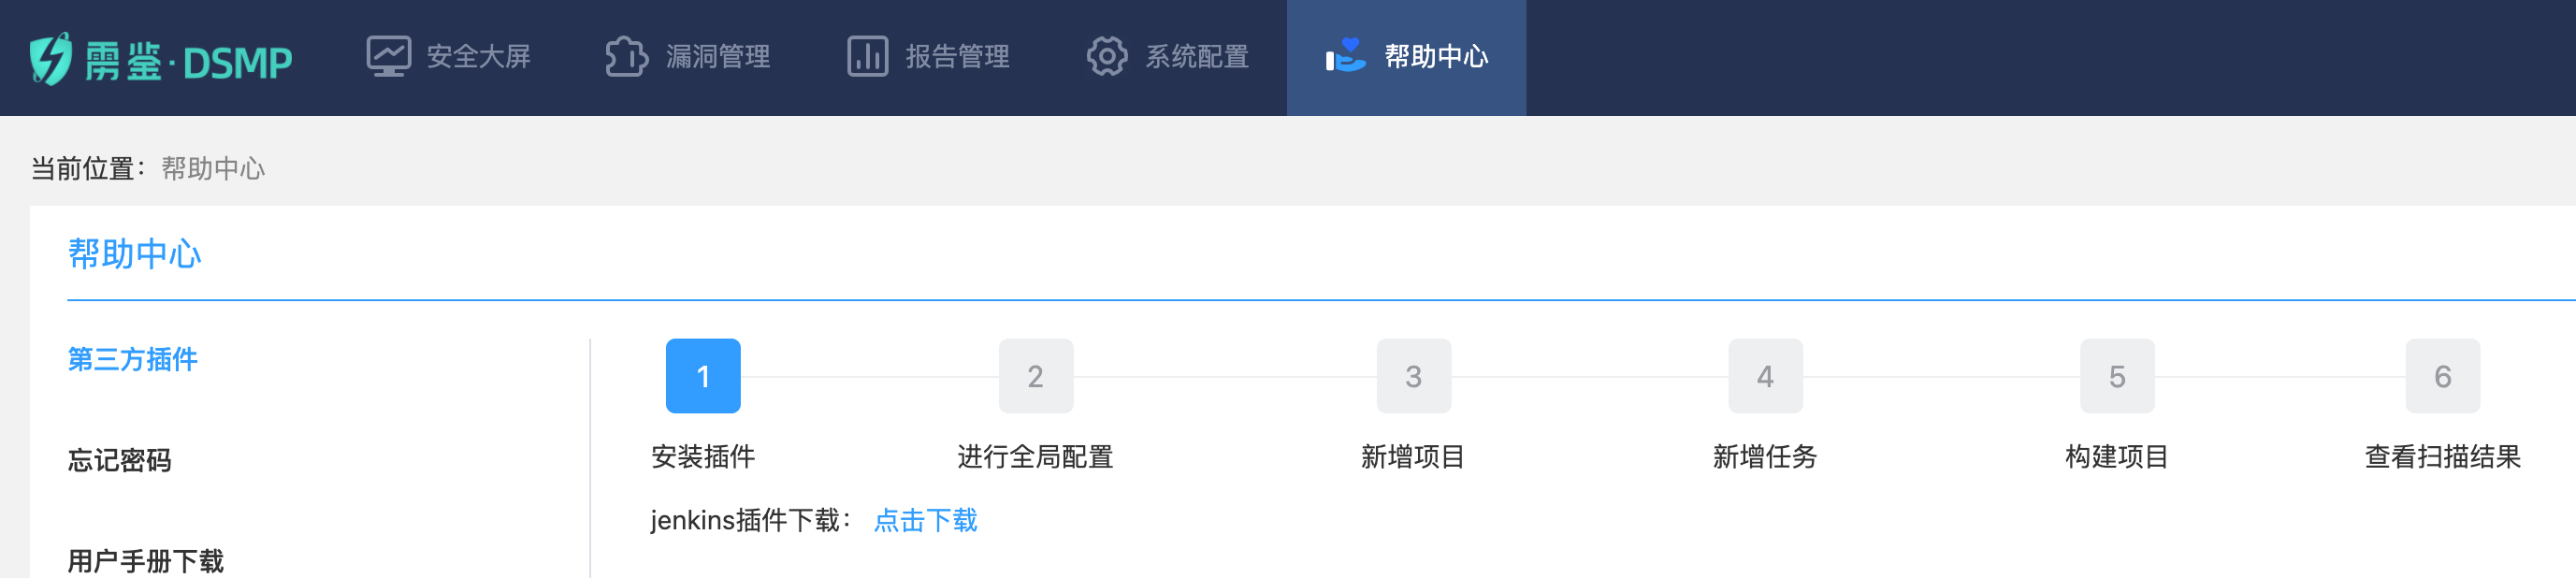 雳鉴·DSMP 安全大屏 漏洞管理 报告管理 系统配置 帮助中心
当前位置： 帮助中心
帮助中心
第三方插件
忘记密码
用户手册下载
1 2 3 4 5 6
安装插件 进行全局配置 新增项目 新增任务 构建项目 查看扫描结果
jenkins插件下载： 点击下载